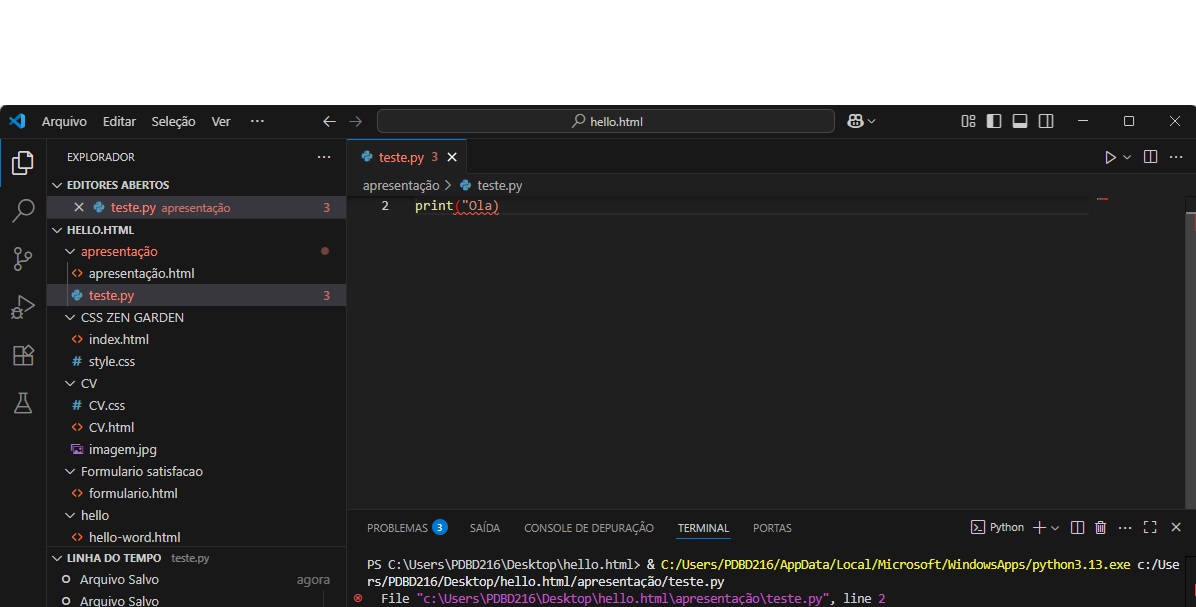 Arquivo Editar Seleção Ver ··· hello.html
EXPLORADOR ···
EDITORES ABERTOS
teste.py apresentação 3
HELLO.HTML
apresentação
apresentação.html
teste.py 3
CSS ZEN GARDEN
index.html
# style.css
CV
# CV.css
CV.html
imagem.jpg
Formulario satisfacao
formulario.html
hello
hello-word.html
LINHA DO TEMPO teste.py
Arquivo Salvo agora
Arquivo Salvo
teste.py 3
apresentação > teste.py
2 print("Ola)
PROBLEMAS 3 SAÍDA CONSOLE DE DEPURAÇÃO TERMINAL PORTAS Python
PS C:\Users\PDBD216\Desktop\hello.html> & C:/Users/PDBD216/AppData/Local/Microsoft/WindowsApps/python3.13.exe c:/Use
rs/PDBD216/Desktop/hello.html/apresentação/teste.py
File "c:\Users\PDBD216\Desktop\hello.html\apresentação\teste.py", line 2